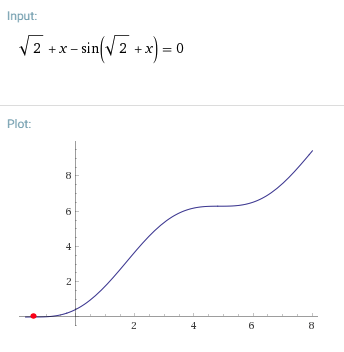 Input:
√2 + x − sin(√2 + x) = 0
Plot:
8
6
4
2
2 4 6 8